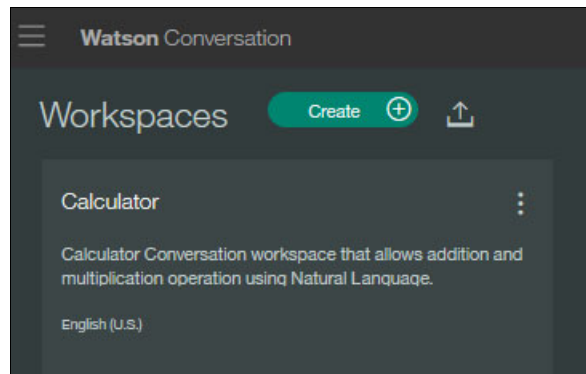 Watson Conversation
Workspaces
Create
Calculator
Calculator Conversation workspace that allows addition and
multiplication operation using Natural Language.
English (U.S.)